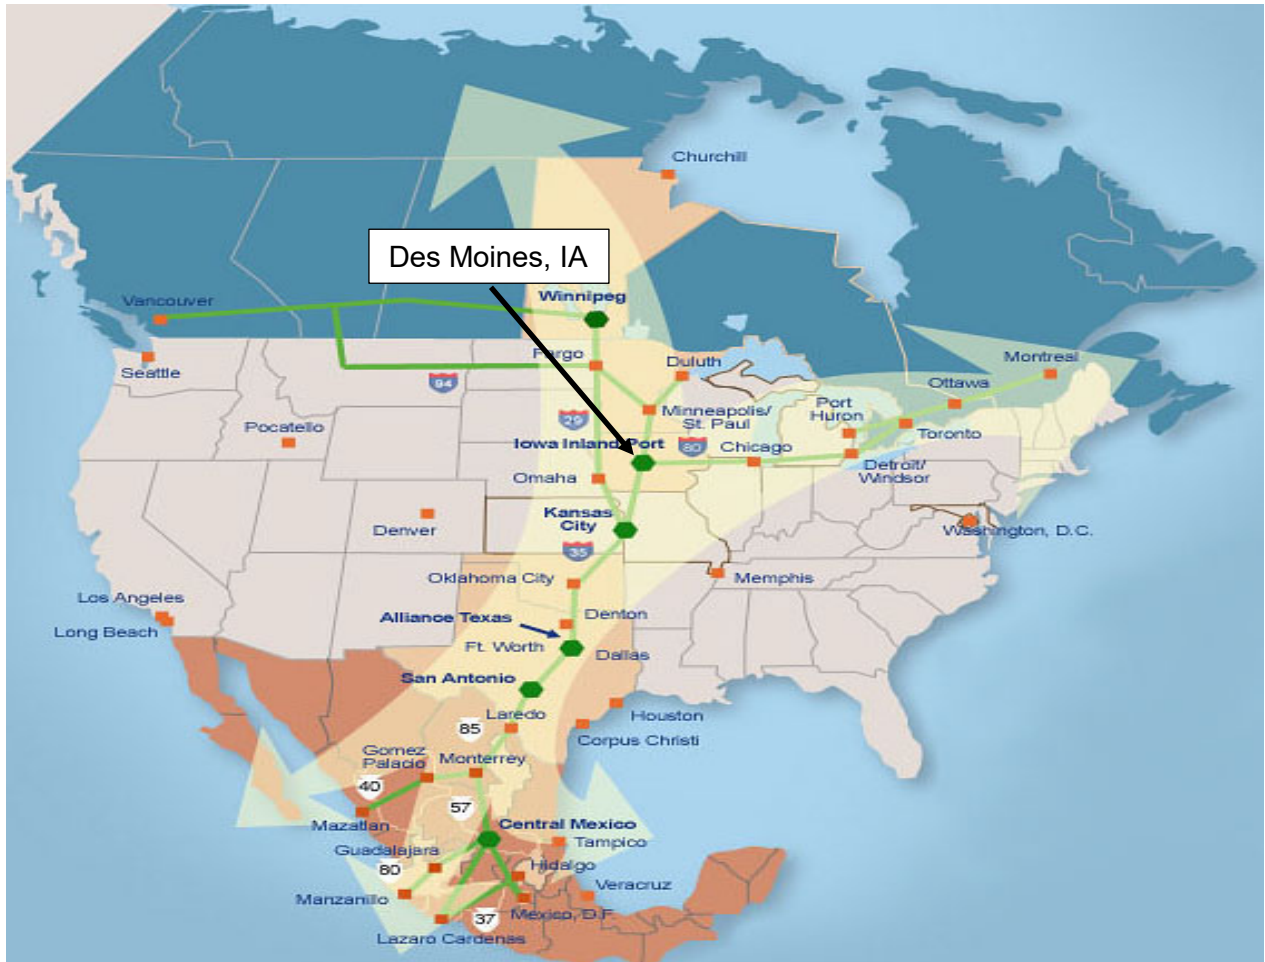 Churchill
Des Moines, IA
Winnipeg
Vancouver
Fargo
Duluth
Montreal
Seattle
94
Ottawa
Minneapolis/
St. Paul
Port
Huron
29
Pocatello
Toronto
Iowa Inland Port
80
Chicago
Detroit/
Windsor
Omaha
Kansas
City
Denver
Washington, D.C.
35
Oklahoma City
Memphis
Los Angeles
Long Beach
Alliance Texas
Denton
Ft. Worth
Dallas
San Antonio
Laredo
Houston
85
Corpus Christi
Gomez
Palacio
Monterrey
40
57
Mazatlan
Central Mexico
Tampico
Guadalajara
80
Hidalgo
Manzanillo
Veracruz
37
Mexico, D.F.
Lazaro Cardenas